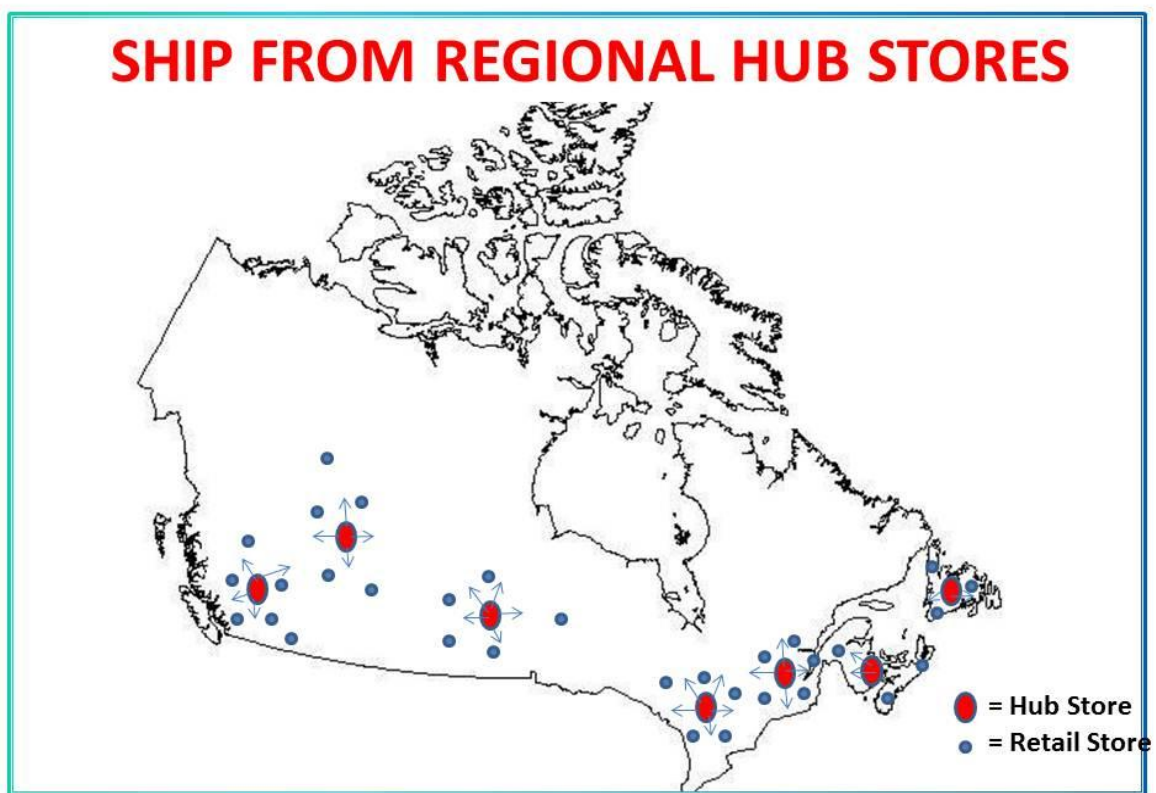 SHIP FROM REGIONAL HUB STORES
= Hub Store
= Retail Store